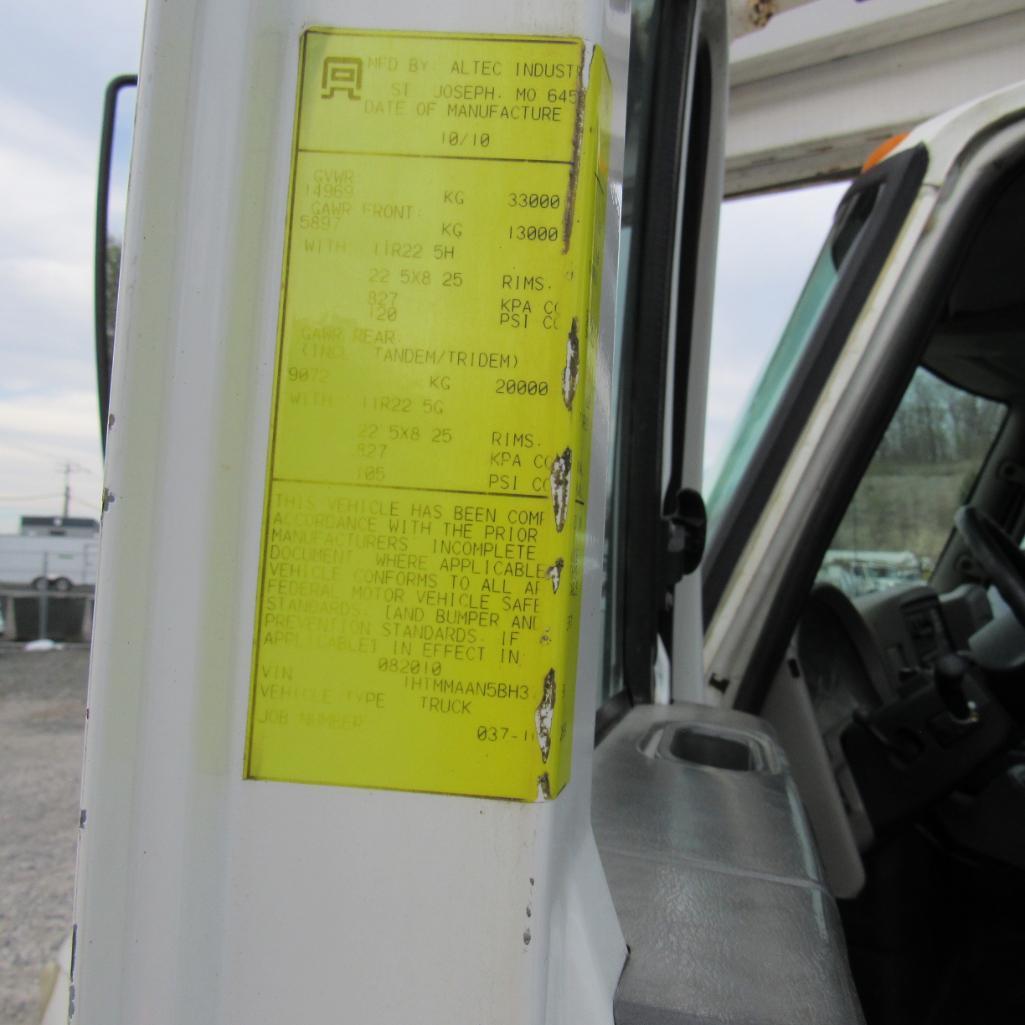 MFD BY: ALTEC INDUST
ST. JOSEPH. MO 645
DATE OF MANUFACTURE
10/10
GVWR
14969 KG 33000
GAWR FRONT:
5897 KG 13000
WITH 11R22 5H
22 5X8 25 RIMS.
827 KPA CO
120 PSI CO
GAWR REAR:
(INCL TANDEM/TRIDEM)
9072 KG 20000
WITH 11R22 5G
22 5X8 25 RIMS.
827 KPA CO
105 PSI CO
THIS VEHICLE HAS BEEN COMP
ACCORDANCE WITH THE PRIOR
MANUFACTURERS INCOMPLETE
DOCUMENT WHERE APPLICABLE
VEHICLE CONFORMS TO ALL AP
FEDERAL MOTOR VEHICLE SAFE
STANDARDS. [AND BUMPER AND
PREVENTION STANDARDS. IF
APPLICABLE] IN EFFECT IN
082010
VIN 1HTMMAAN5BH3
VEHICLE TYPE TRUCK
JOB NUMBER 037-1